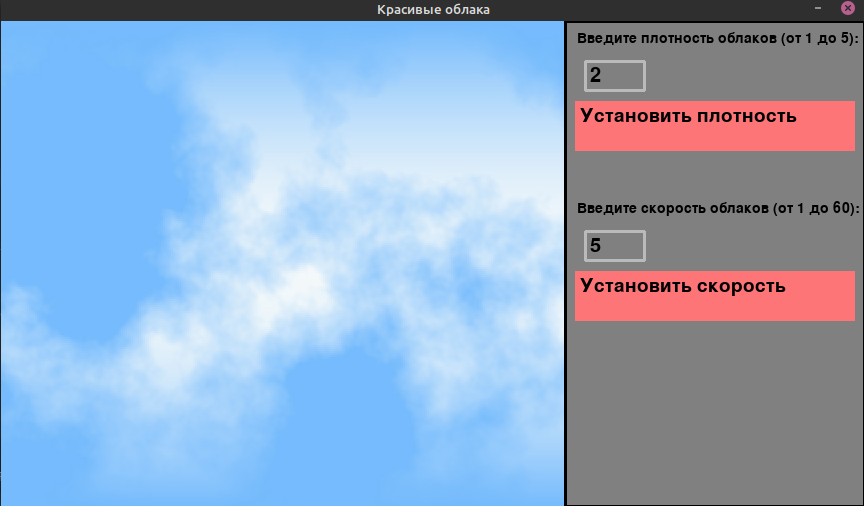 Красивые облака
Введите плотность облаков (от 1 до 5):
2
Установить плотность
Введите скорость облаков (от 1 до 60):
5
Установить скорость